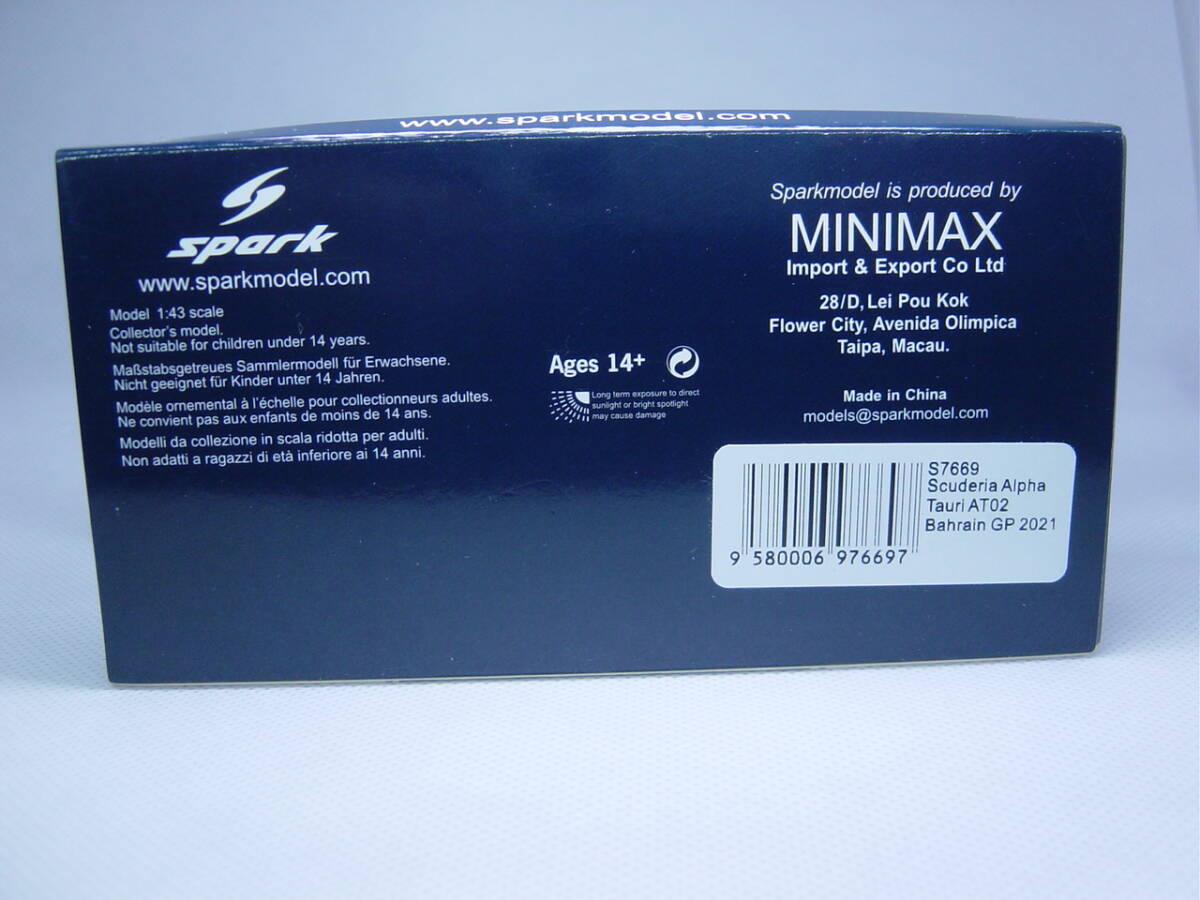 www.sparkmodel.com
spark
www.sparkmodel.com
Model 1:43 scale
Collector's model.
Not suitable for children under 14 years.
Maßstabsgetreues Sammlermodell für Erwachsene.
Nicht geeignet für Kinder unter 14 Jahren.
Modèle ornemental à l'échelle pour collectionneurs adultes.
Ne convient pas aux enfants de moins de 14 ans.
Modelli da collezione in scala ridotta per adulti.
Non adatti a ragazzi di età inferiore ai 14 anni.
Ages 14+
Long term exposure to direct
sunlight or bright spotlight
may cause damage
Sparkmodel is produced by
MINIMAX
Import & Export Co Ltd
28/D, Lei Pou Kok
Flower City, Avenida Olimpica
Taipa, Macau.
Made in China
models@sparkmodel.com
S7669
Scuderia Alpha
Tauri AT02
Bahrain GP 2021
9 580006 976697